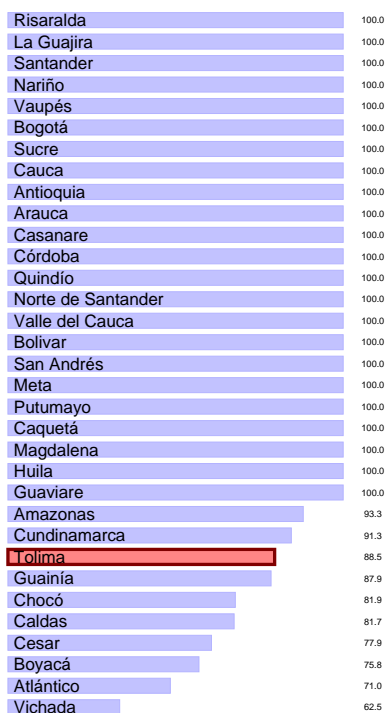 Risaralda 100.0
La Guajira 100.0
Santander 100.0
Nariño 100.0
Vaupés 100.0
Bogotá 100.0
Sucre 100.0
Cauca 100.0
Antioquia 100.0
Arauca 100.0
Casanare 100.0
Córdoba 100.0
Quindío 100.0
Norte de Santander 100.0
Valle del Cauca 100.0
Bolivar 100.0
San Andrés 100.0
Meta 100.0
Putumayo 100.0
Caquetá 100.0
Magdalena 100.0
Huila 100.0
Guaviare 100.0
Amazonas 93.3
Cundinamarca 91.3
Tolima 88.5
Guainía 87.9
Chocó 81.9
Caldas 81.7
Cesar 77.9
Boyacá 75.8
Atlántico 71.0
Vichada 62.5